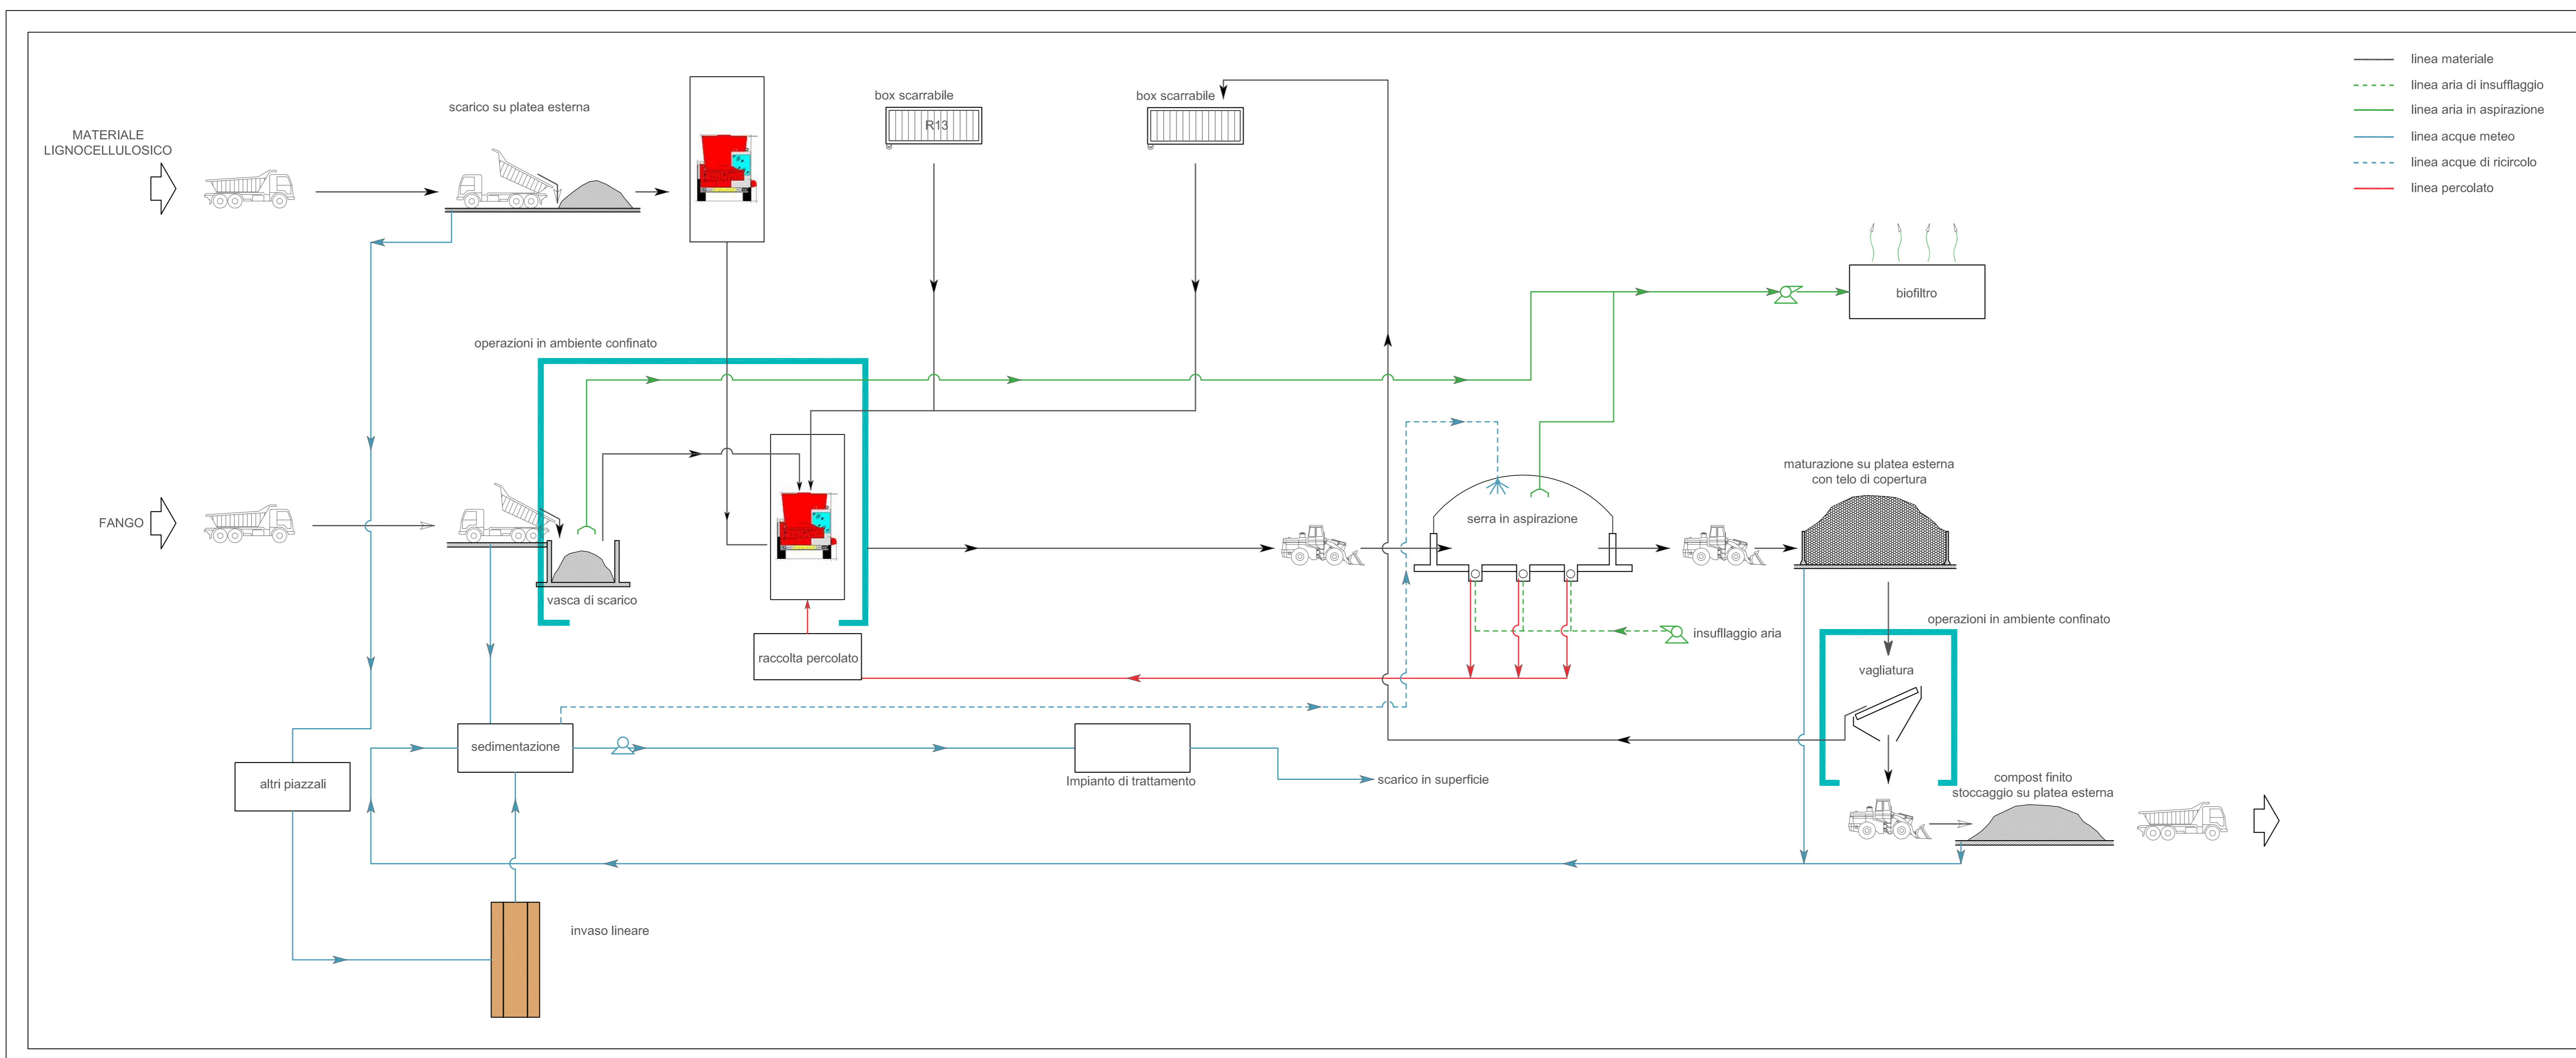 linea materiale
linea aria di insufflaggio
linea aria in aspirazione
linea acque meteo
linea acque di ricircolo
linea percolato
MATERIALE
LIGNOCELLULOSICO
scarico su platea esterna
box scarrabile
R13
box scarrabile
biofiltro
operazioni in ambiente confinato
FANGO
vasca di scarico
raccolta percolato
serra in aspirazione
insufllaggio aria
maturazione su platea esterna
con telo di copertura
operazioni in ambiente confinato
vagliatura
sedimentazione
altri piazzali
Impianto di trattamento
scarico in superficie
compost finito
stoccaggio su platea esterna
invaso lineare